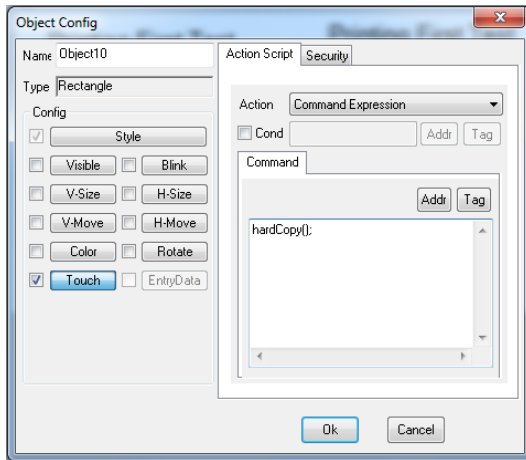 Object Config
Name Object10
Type Rectangle
Config
Style
Visible Blink
V-Size H-Size
V-Move H-Move
Color Rotate
Touch EntryData
Action Script Security
Action Command Expression
Cond Addr Tag
Command
Addr Tag
hardCopy();
Ok Cancel